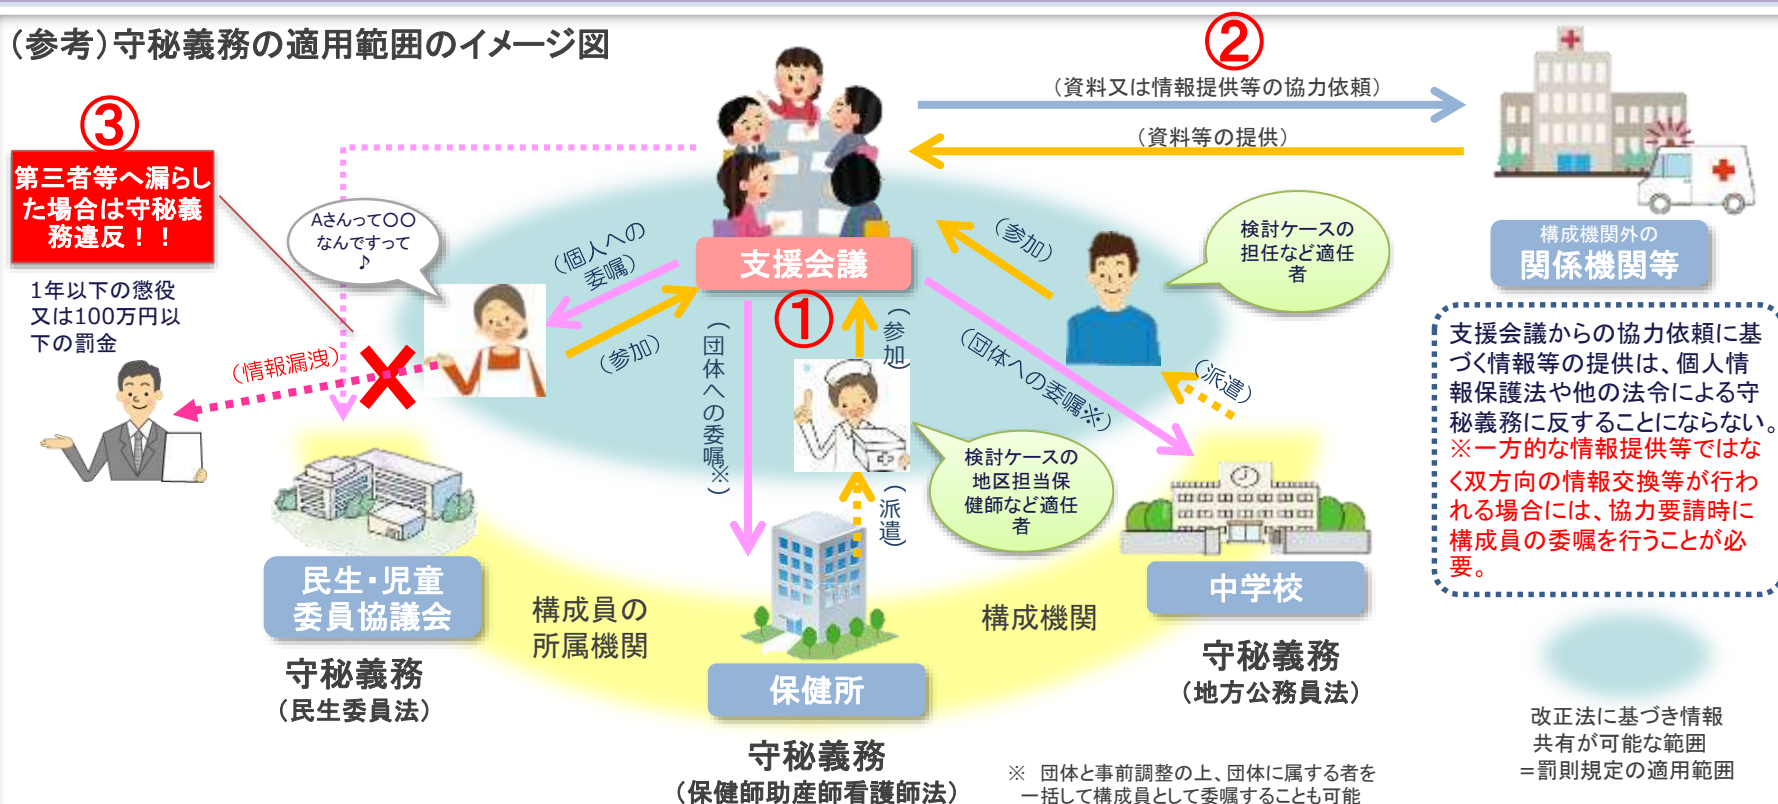 (参考)守秘義務の適用範囲のイメージ図
②
(資料又は情報提供等の協力依頼)
(資料等の提供)
③
第三者等へ漏らし
た場合は守秘義
務違反！！
1年以下の懲役
又は100万円以
下の罰金
Aさんって〇〇
なんですって
♪
(個人への
委嘱)
(参加)
(情報漏洩)
支援会議
①
(参加)
(団体への委嘱※)
(参加)
(派遣)
(団体への委嘱※)
(派遣)
検討ケースの
担任など適任
者
検討ケースの
地区担当保
健師など適任
者
構成機関外の
関係機関等
支援会議からの協力依頼に基
づく情報等の提供は、個人情
報保護法や他の法令による守
秘義務に反することにならない。
※一方的な情報提供等ではな
く双方向の情報交換等が行わ
れる場合には、協力要請時に
構成員の委嘱を行うことが必
要。
民生・児童
委員協議会
守秘義務
(民生委員法)
構成員の
所属機関
保健所
守秘義務
(保健師助産師看護師法)
構成機関
中学校
守秘義務
(地方公務員法)
※ 団体と事前調整の上、団体に属する者を
一括して構成員として委嘱することも可能
改正法に基づき情報
共有が可能な範囲
=罰則規定の適用範囲